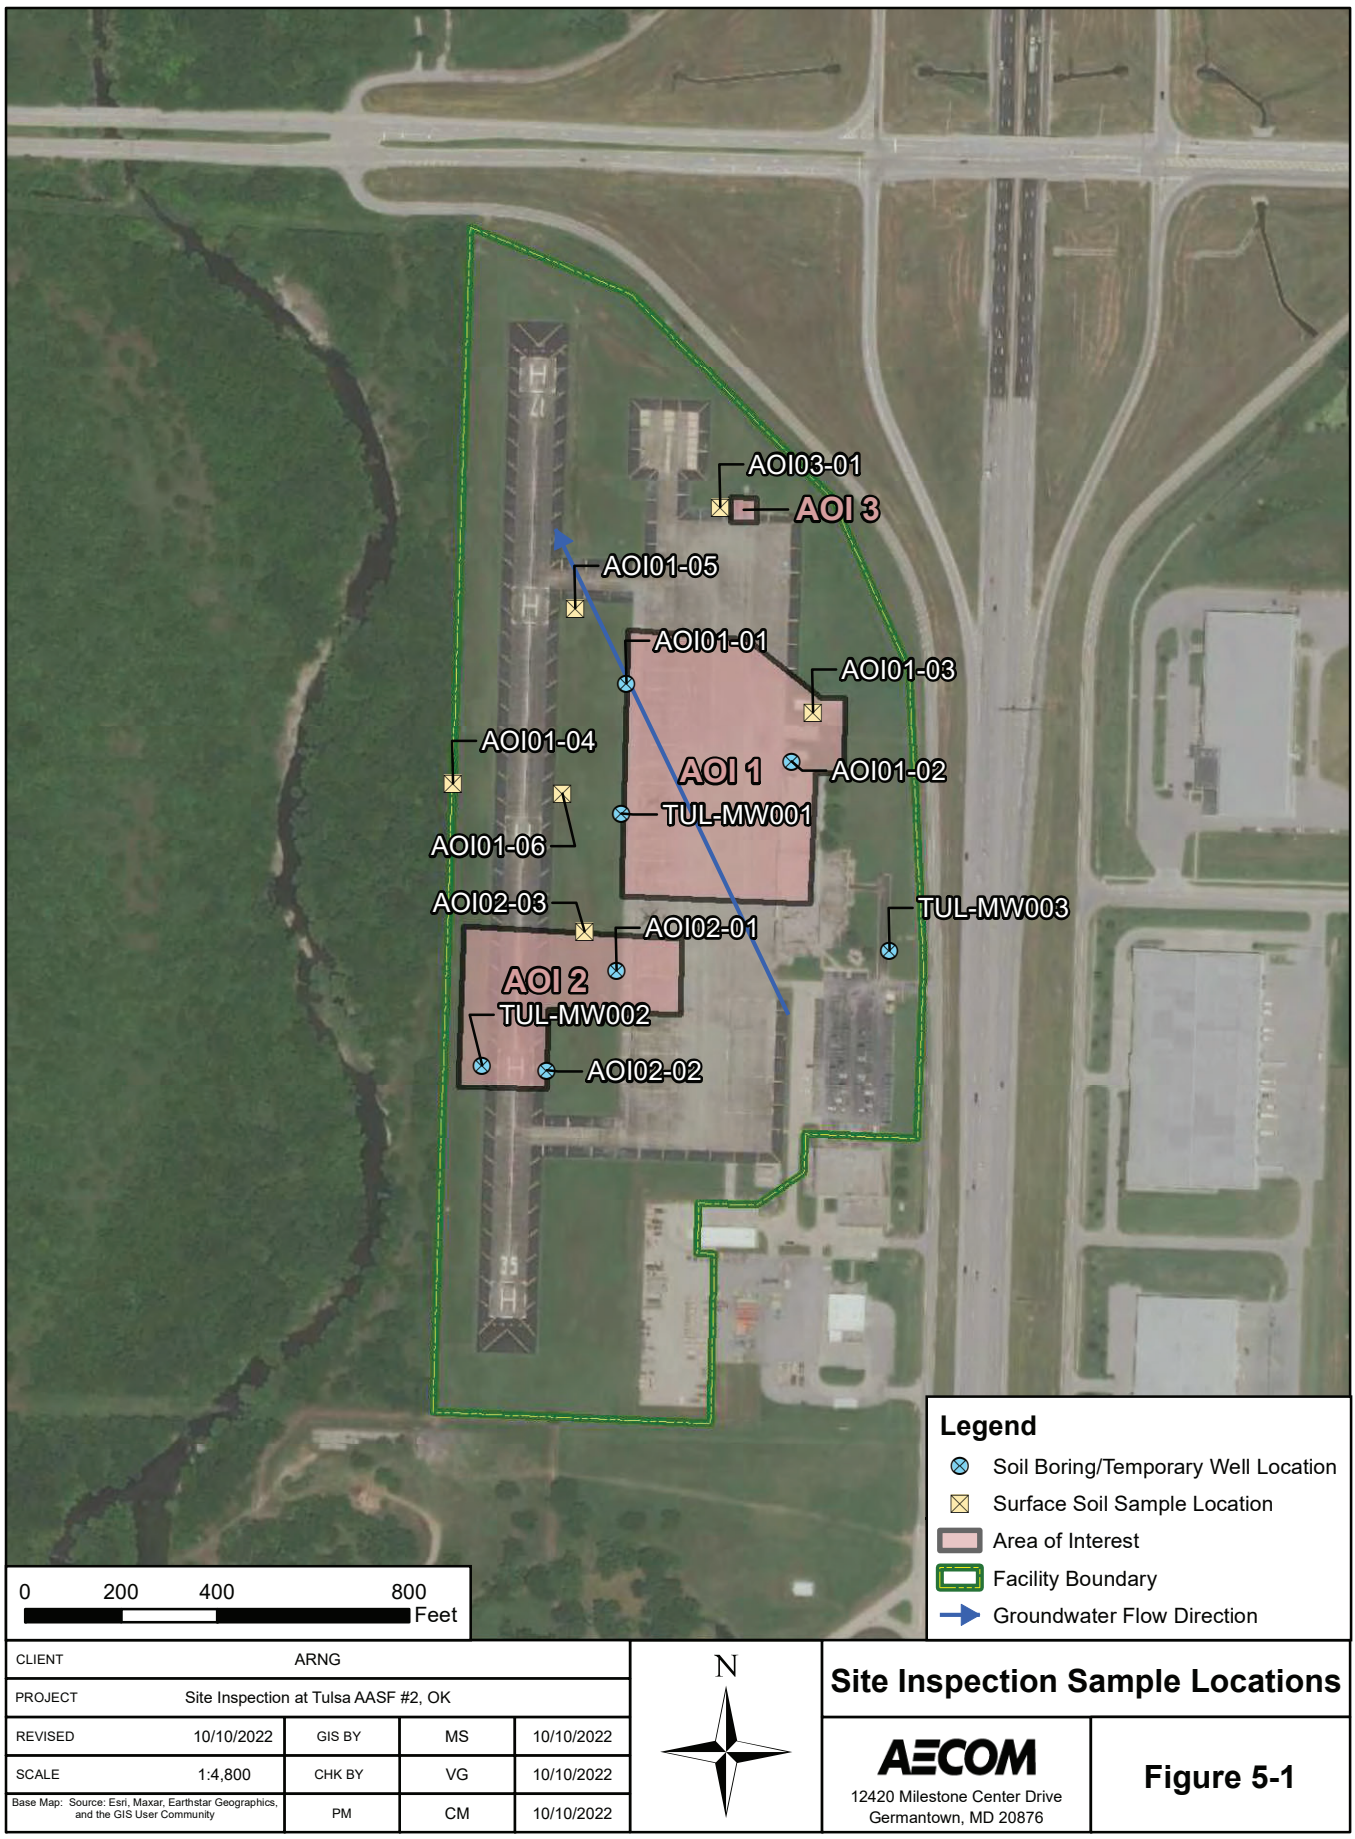 H
17
AOI03-01
AOI 3
AOI01-05
H
AOI01-01
AOI01-03
AOI01-04
AOI 1
AOI01-02
TUL-MW001
AOI01-06
AOI02-03
TUL-MW003
AOI02-01
AOI 2
TUL-MW002
H
AOI02-02
35
H
Legend
Soil Boring/Temporary Well Location
Surface Soil Sample Location
Area of Interest
Facility Boundary
Groundwater Flow Direction
0 200 400 800
Feet
CLIENT ARNG
PROJECT Site Inspection at Tulsa AASF #2, OK
REVISED 10/10/2022 GIS BY MS 10/10/2022
SCALE 1:4,800 CHK BY VG 10/10/2022
Base Map: Source: Esri, Maxar, Earthstar Geographics,
and the GIS User Community
PM CM 10/10/2022
N
Site Inspection Sample Locations
AECOM
12420 Milestone Center Drive
Germantown, MD 20876
Figure 5-1